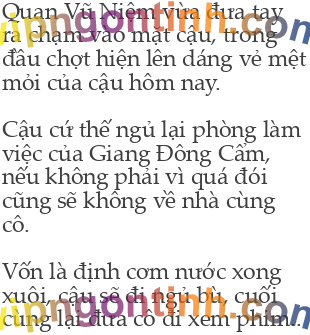 Quan Vũ Niệm vừa đưa tay
ra chạm vào mặt cậu, trong
đầu chợt hiện lên dáng vẻ mệt
mỏi của cậu hôm nay.
Cậu cứ thế ngủ lại phòng làm
việc của Giang Đông Cẩm,
nếu không phải vì quá đói
cũng sẽ không về nhà cùng
cô.
Vốn là định cơm nước xong
xuôi, cậu sẽ đi ngủ bù, cuối
cùng lại đưa cô đi xem phim